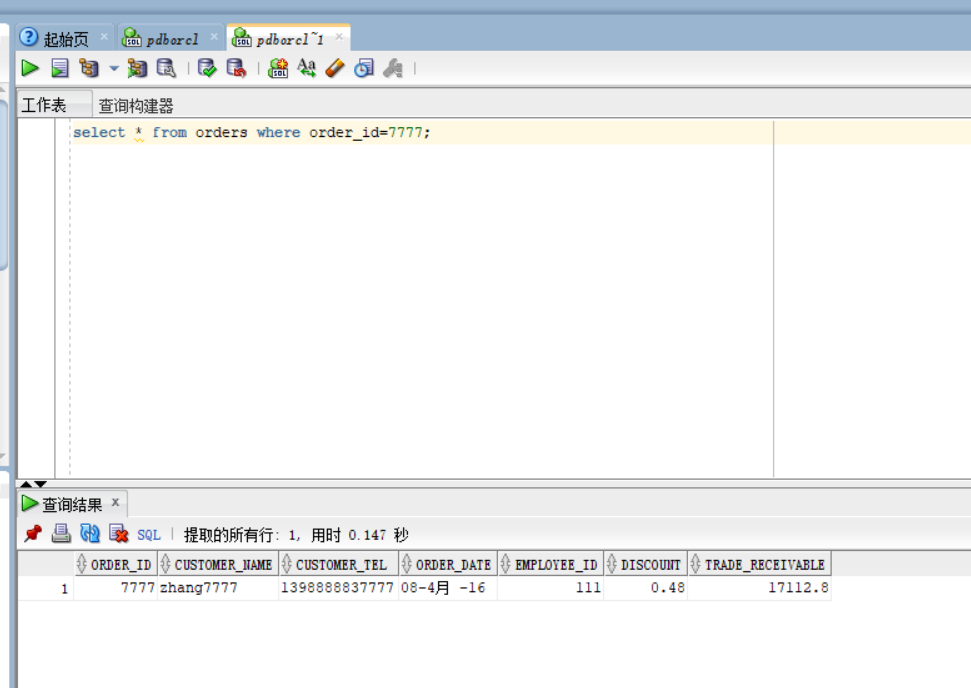 起始页 pdborcl pdborcl~1
工作表 查询构建器
select * from orders where order_id=7777;
查询结果
SQL 提取的所有行: 1, 用时 0.147 秒
ORDER_ID CUSTOMER_NAME CUSTOMER_TEL ORDER_DATE EMPLOYEE_ID DISCOUNT TRADE_RECEIVABLE
1 7777 zhang7777 1398888837777 08-4月 -16 111 0.48 17112.8